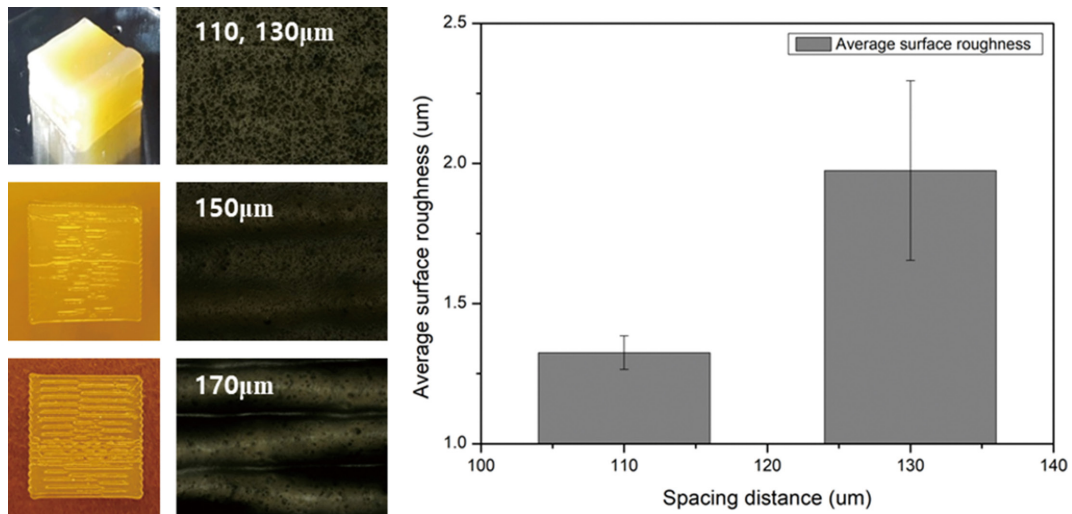 110, 130μm
150μm
170μm
Average surface roughness (um)
2.5
2.0
1.5
1.0
Average surface roughness
100
110
120
130
140
Spacing distance (um)